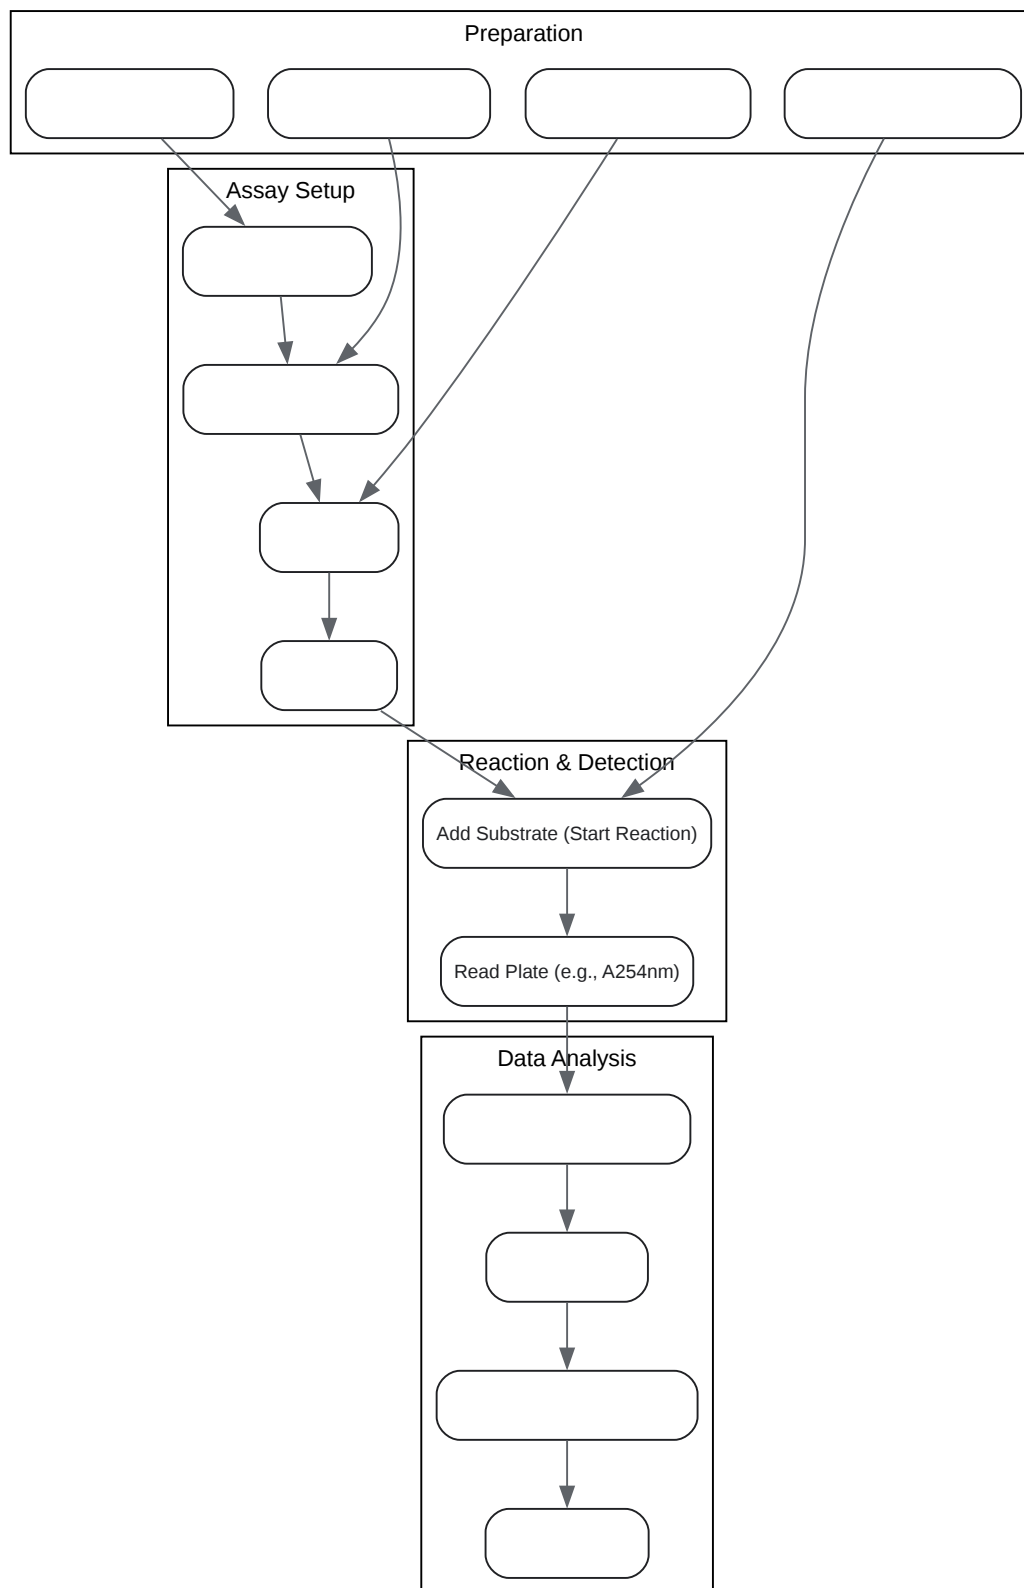 Preparation
Assay Setup
Reaction & Detection
Add Substrate (Start Reaction)
Read Plate (e.g., A254nm)
Data Analysis